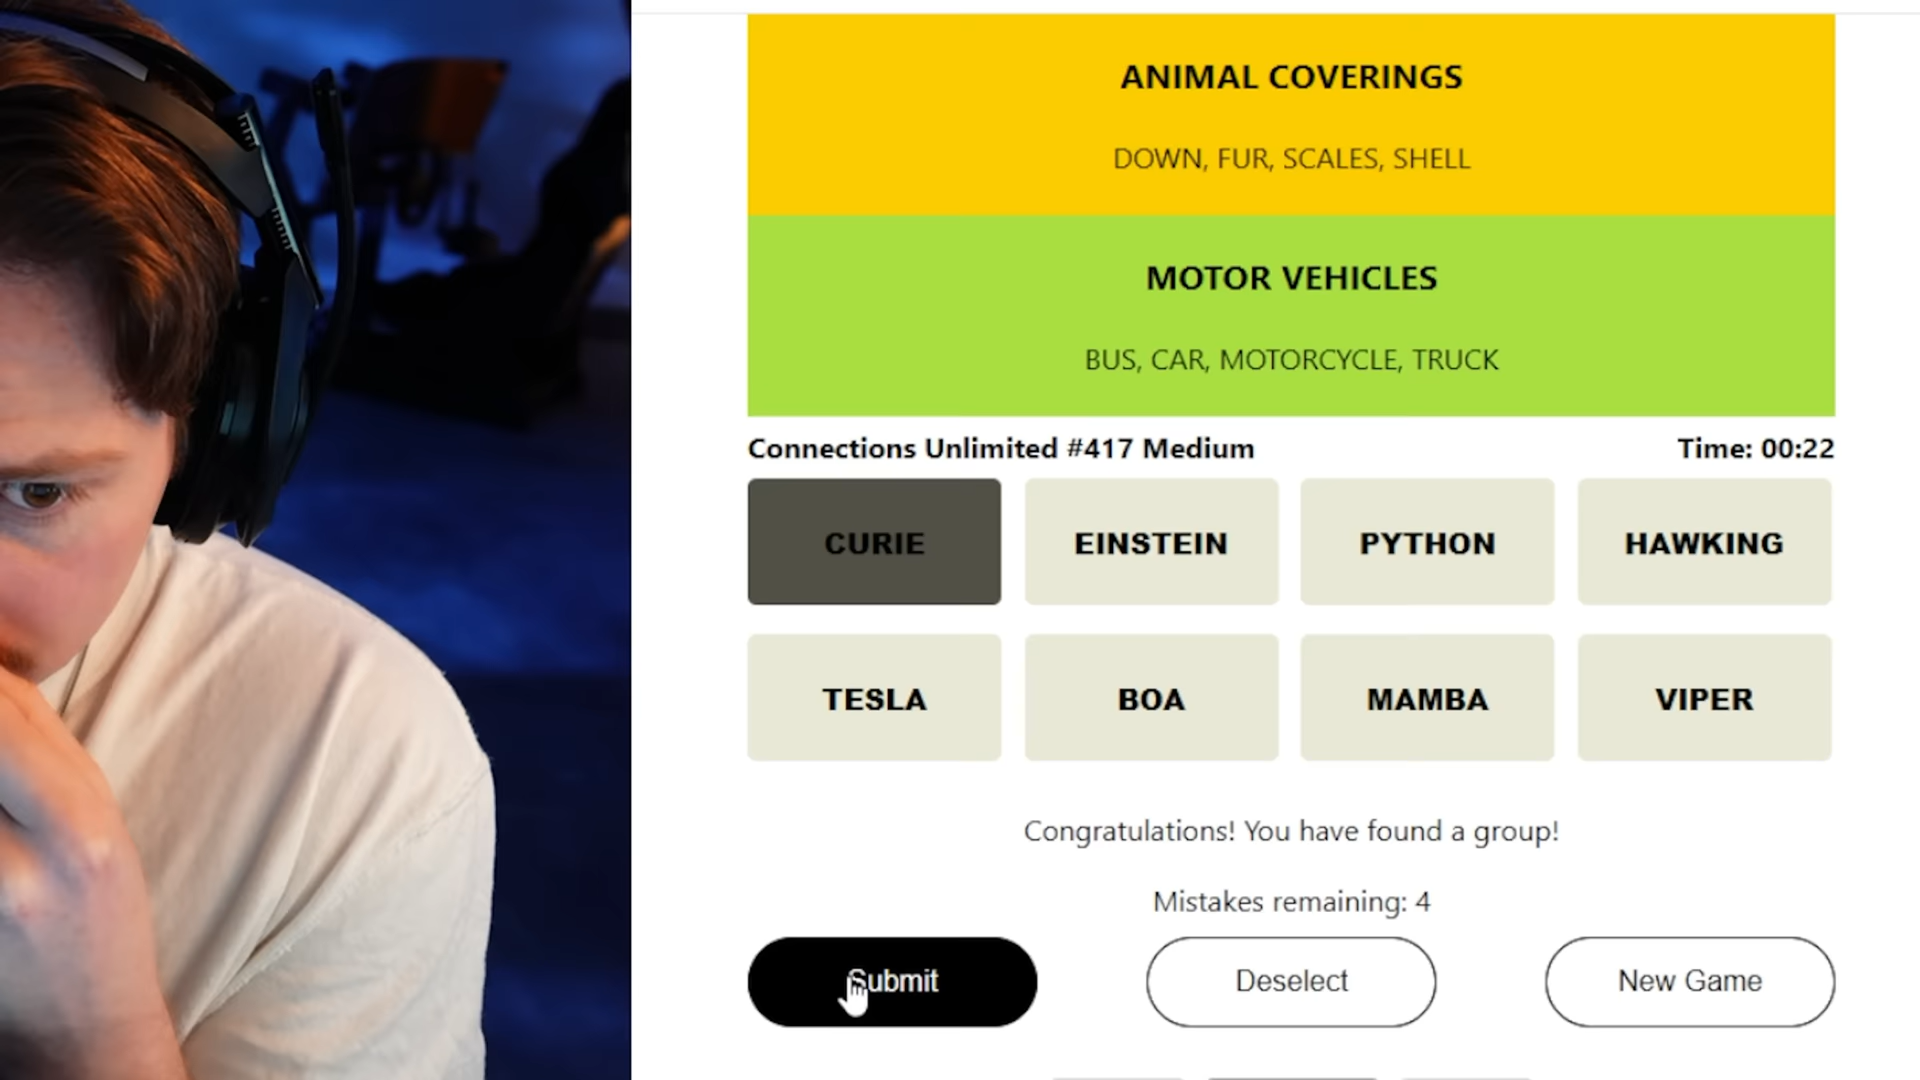 ANIMAL COVERINGS
DOWN, FUR, SCALES, SHELL
MOTOR VEHICLES
BUS, CAR, MOTORCYCLE, TRUCK
Connections Unlimited #417 Medium Time: 00:22
CURIE EINSTEIN PYTHON HAWKING
TESLA BOA MAMBA VIPER
Congratulations! You have found a group!
Mistakes remaining: 4
Submit Deselect New Game